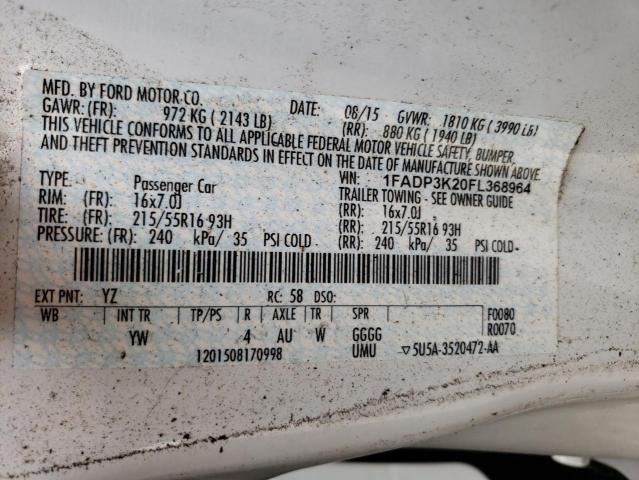 MFD. BY FORD MOTOR CO.
DATE: 08/15 GVWR: 1810 KG ( 3990 LB)
GAWR: (FR): 972 KG ( 2143 LB) (RR): 880 KG ( 1940 LB)
THIS VEHICLE CONFORMS TO ALL APPLICABLE FEDERAL MOTOR VEHICLE SAFETY, BUMPER,
AND THEFT PREVENTION STANDARDS IN EFFECT ON THE DATE OF MANUFACTURE SHOWN ABOVE.
VIN: 1FADP3K20FL368964
TYPE: Passenger Car TRAILER TOWING - SEE OWNER GUIDE
RIM: (FR): 16x7.0J (RR): 16x7.0J
TIRE: (FR): 215/55R16 93H (RR): 215/55R16 93H
PRESSURE: (FR): 240 kPa/ 35 PSI COLD (RR): 240 kPa/ 35 PSI COLD
EXT PNT: YZ RC: 58 DSO:
WB INT TR TP/PS R AXLE TR SPR F0080
R0070
YW 4 AU W GGGG
1201508170998 UMU ▽5U5A-3520472-AA